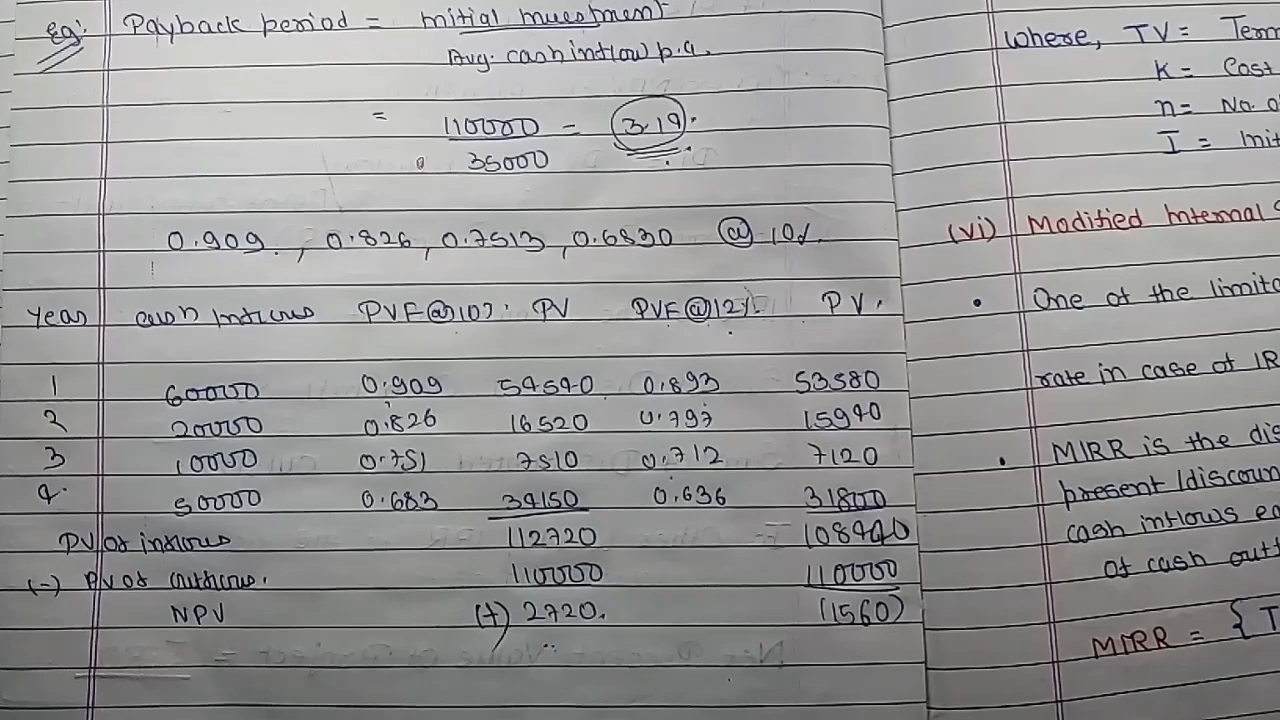 eg: Payback period = Initial investment
Avg. cash inflow p.a.
= 110000 = 3.14.
35000
0.909, 0.826, 0.7513, 0.6830 @ 10%
Year cash inflows PVF@10% PV PVF@12% PV.
1 60000 0.909 54540 0.893 53580
2 20000 0.826 16520 0.797 15940
3 10000 0.751 7510 0.712 7120
4. 50000 0.683 34150 0.636 31800
PV of inflows 112720 108440
(-) PV of outflows. 110000 110000
NPV (+) 2720. (1560)
where, TV = Term
K = Cost
n = No. o
I = Init
(vi) Modified Internal
• One of the limita
rate in case of IR
• MIRR is the dis
present/discoun
cash inflows eq
of cash outf
MIRR = { T